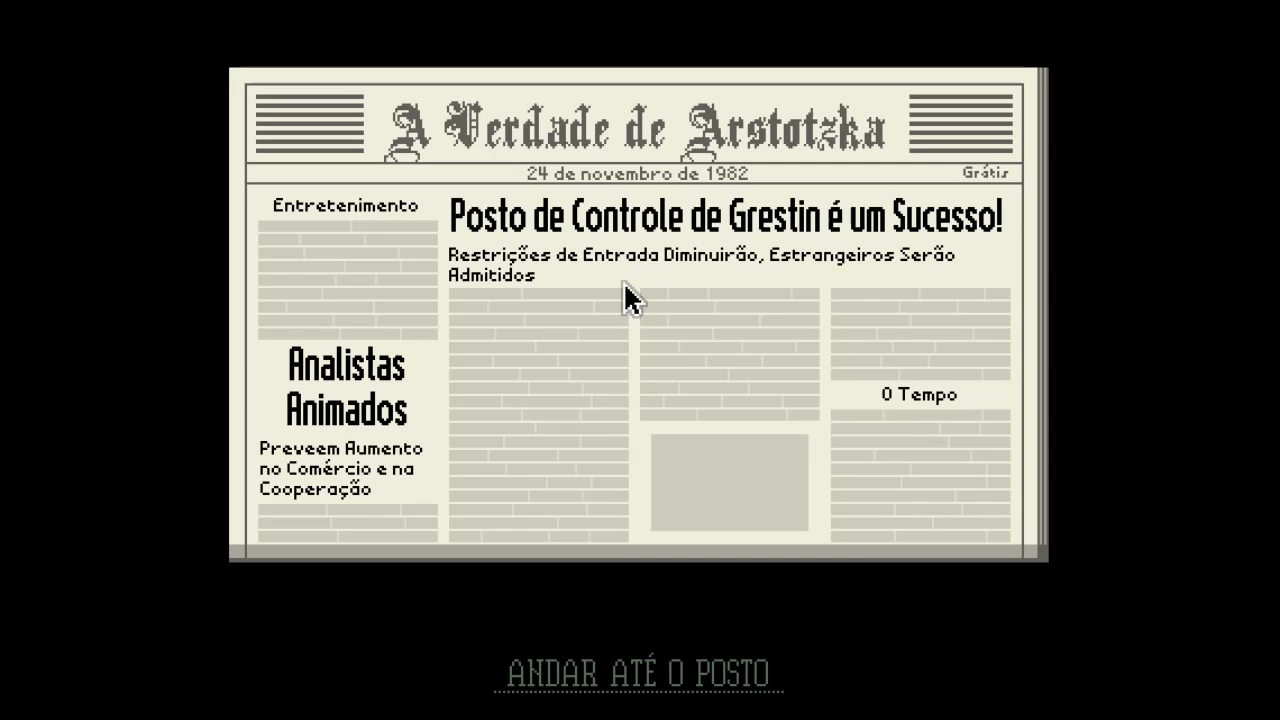 A Verdade de Arstotzka
24 de novembro de 1982
Grátis
Entretenimento
Analistas
Animados
Preveem Aumento
no Comércio e na
Cooperação
Posto de Controle de Grestin é um Sucesso!
Restrições de Entrada Diminuirão, Estrangeiros Serão
Admitidos
O Tempo
ANDAR ATÉ O POSTO